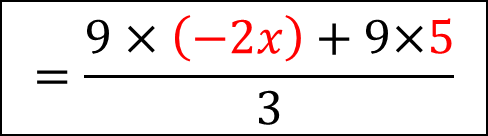 = (9 × (−2x) + 9×5) / 3